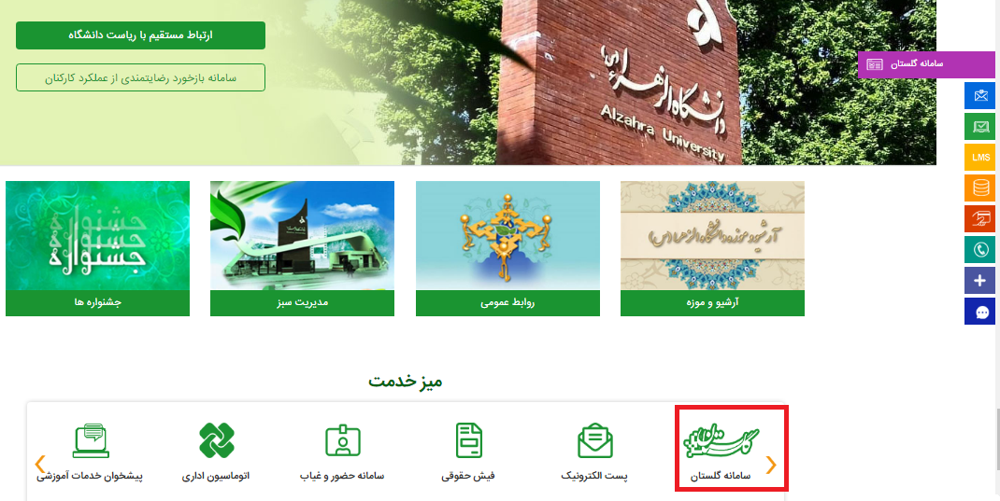 ارتباط مستقیم با ریاست دانشگاه
سامانه بازخورد رضایتمندی از عملکرد کارکنان
دانشگاه الزهرا
Alzahra University
سامانه گلستان
LMS
آرشیو موزه دانشگاه الزهرا (س)
جشنواره
جشنواره
آرشیو و موزه
روابط عمومی
مدیریت سبز
جشنواره ها
میز خدمت
گلستان
سامانه گلستان
پست الکترونیک
فیش حقوقی
سامانه حضور و غیاب
اتوماسیون اداری
پیشخوان خدمات آموزشی